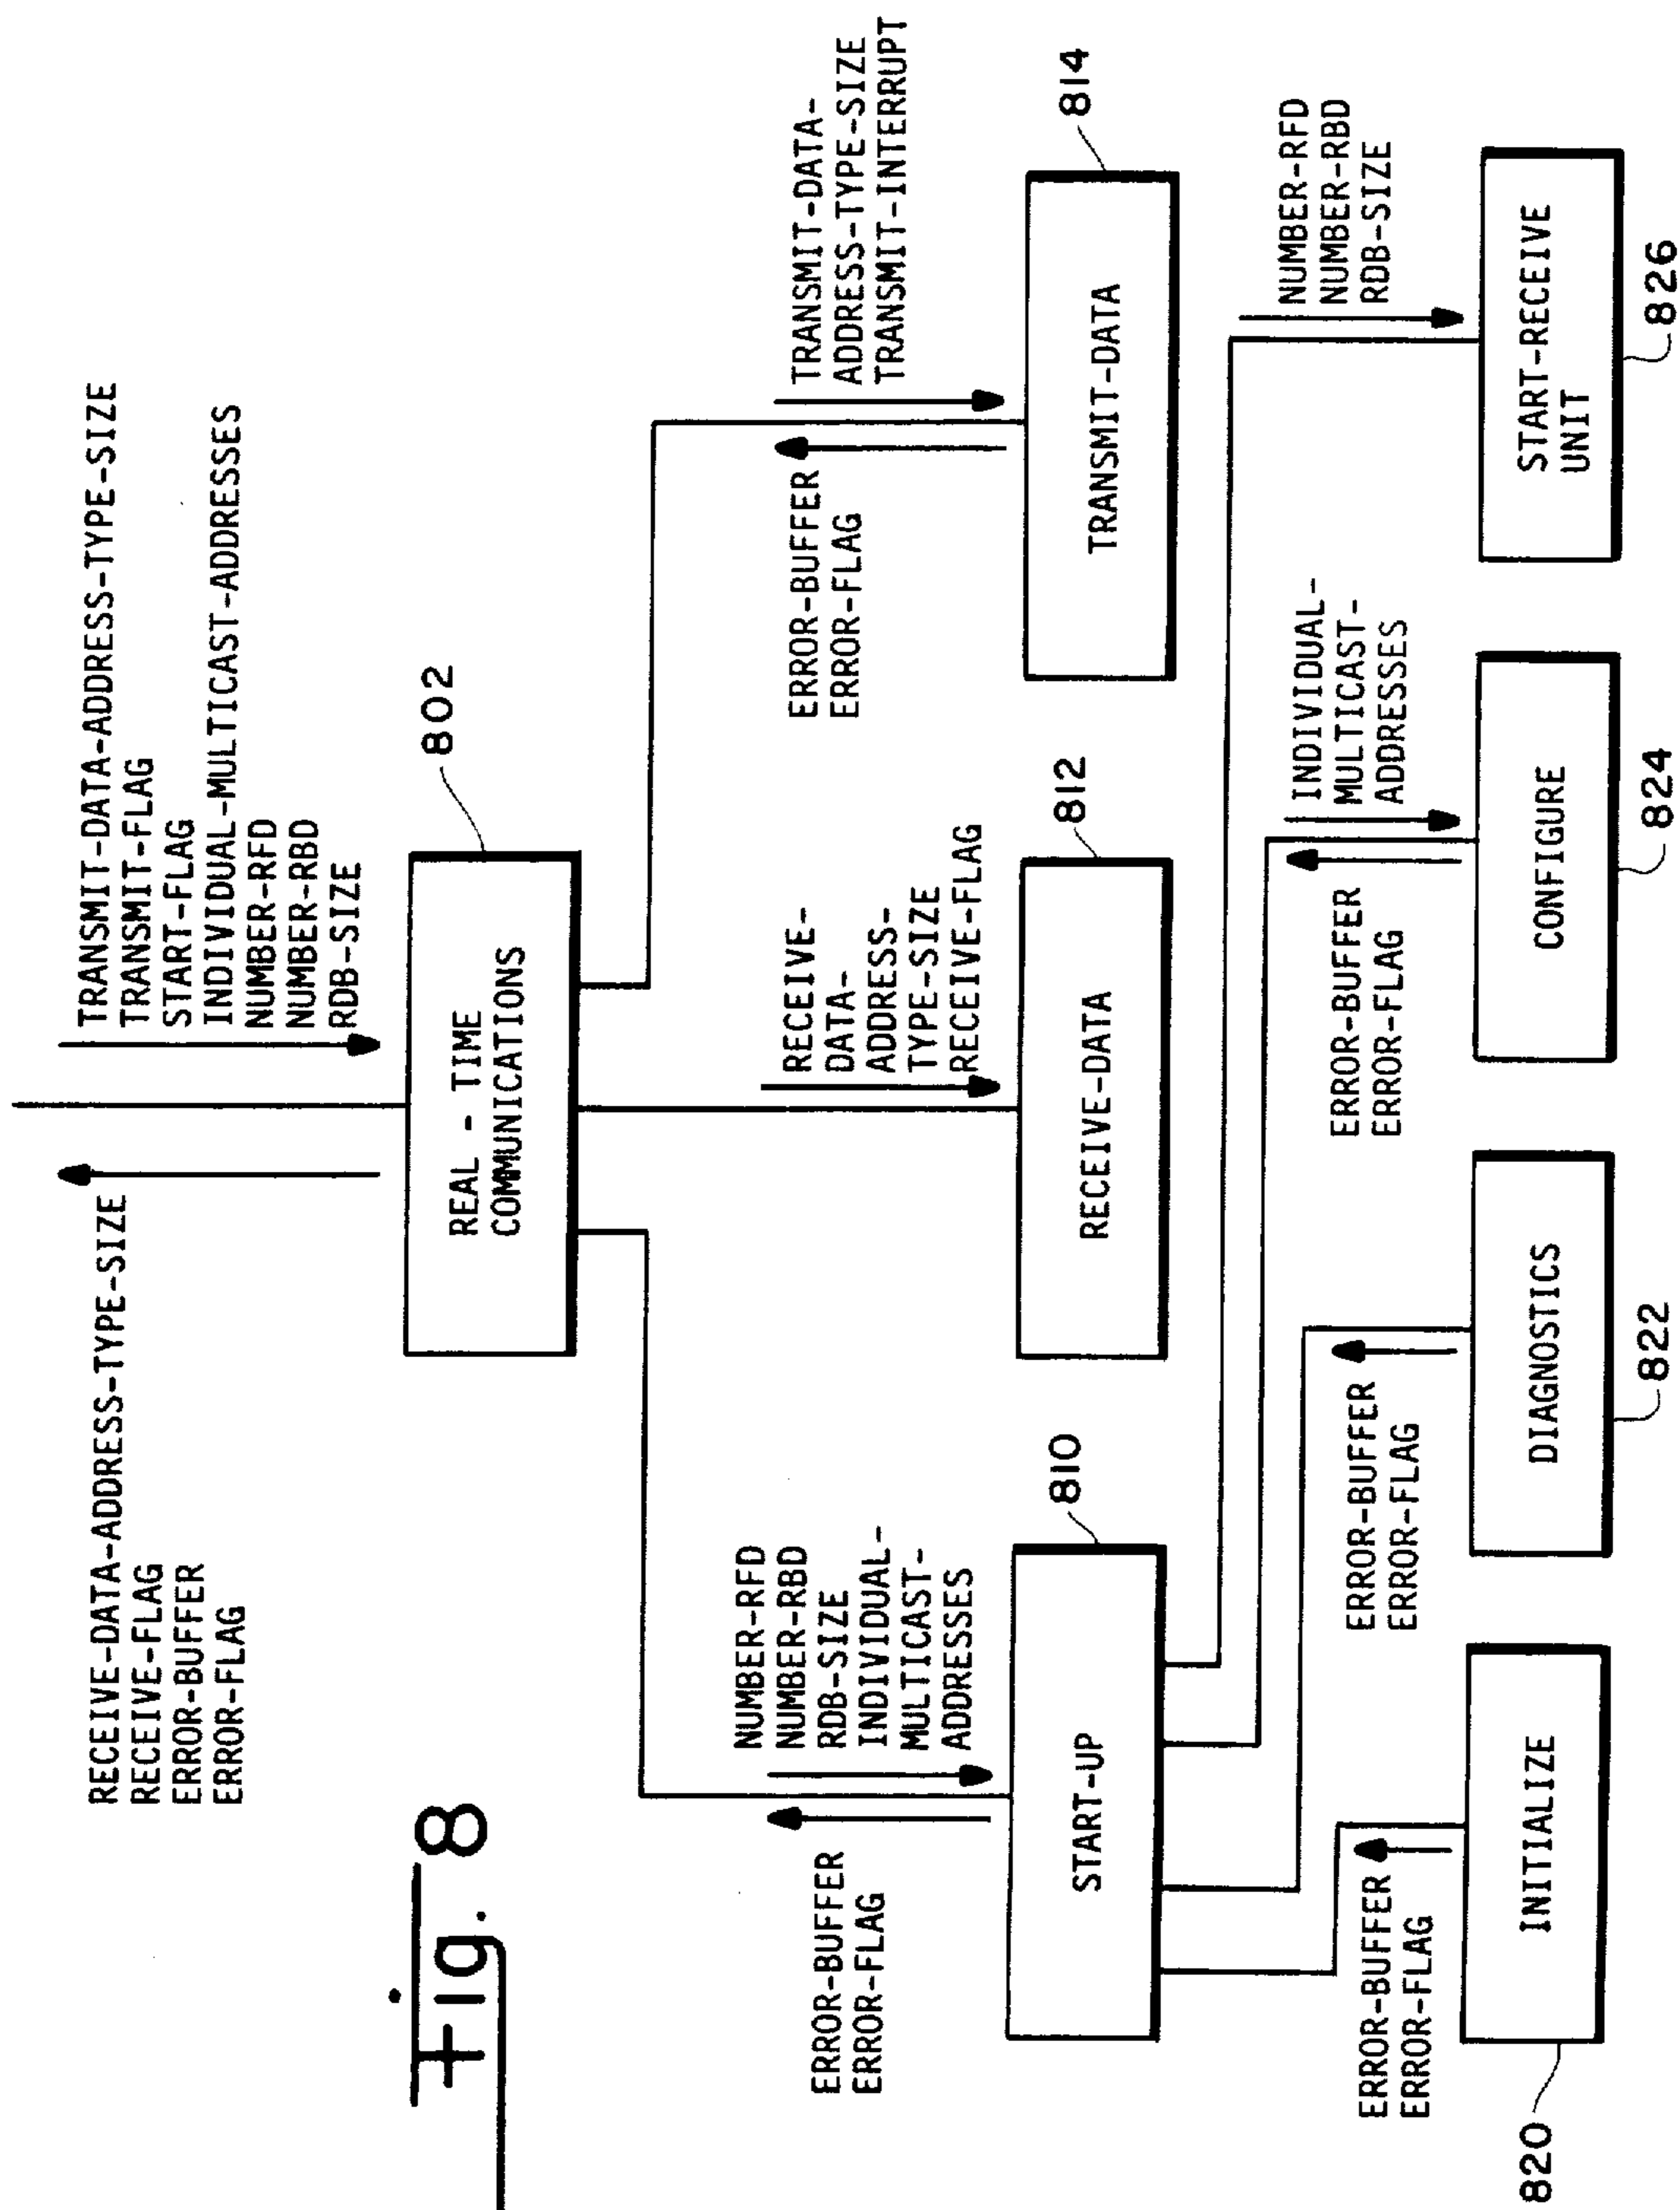 Fig. 8
RECEIVE-DATA-ADDRESS-TYPE-SIZE
RECEIVE-FLAG
ERROR-BUFFER
ERROR-FLAG
TRANSMIT-DATA-ADDRESS-TYPE-SIZE
TRANSMIT-FLAG
START-FLAG
INDIVIDUAL-MULTICAST-ADDRESSES
NUMBER-RFD
NUMBER-RBD
RDB-SIZE
802
REAL - TIME
COMMUNICATIONS
ERROR-BUFFER
ERROR-FLAG
NUMBER-RFD
NUMBER-RBD
RDB-SIZE
INDIVIDUAL-
MULTICAST-
ADDRESSES
810
START-UP
RECEIVE-
DATA-
ADDRESS-
TYPE-SIZE
RECEIVE-FLAG
812
RECEIVE-DATA
ERROR-BUFFER
ERROR-FLAG
TRANSMIT-DATA-
ADDRESS-TYPE-SIZE
TRANSMIT-INTERRUPT
814
TRANSMIT-DATA
ERROR-BUFFER
ERROR-FLAG
INITIALIZE
820
ERROR-BUFFER
ERROR-FLAG
DIAGNOSTICS
822
ERROR-BUFFER
ERROR-FLAG
INDIVIDUAL-
MULTICAST-
ADDRESSES
CONFIGURE
824
NUMBER-RFD
NUMBER-RBD
RDB-SIZE
START-RECEIVE
UNIT
826